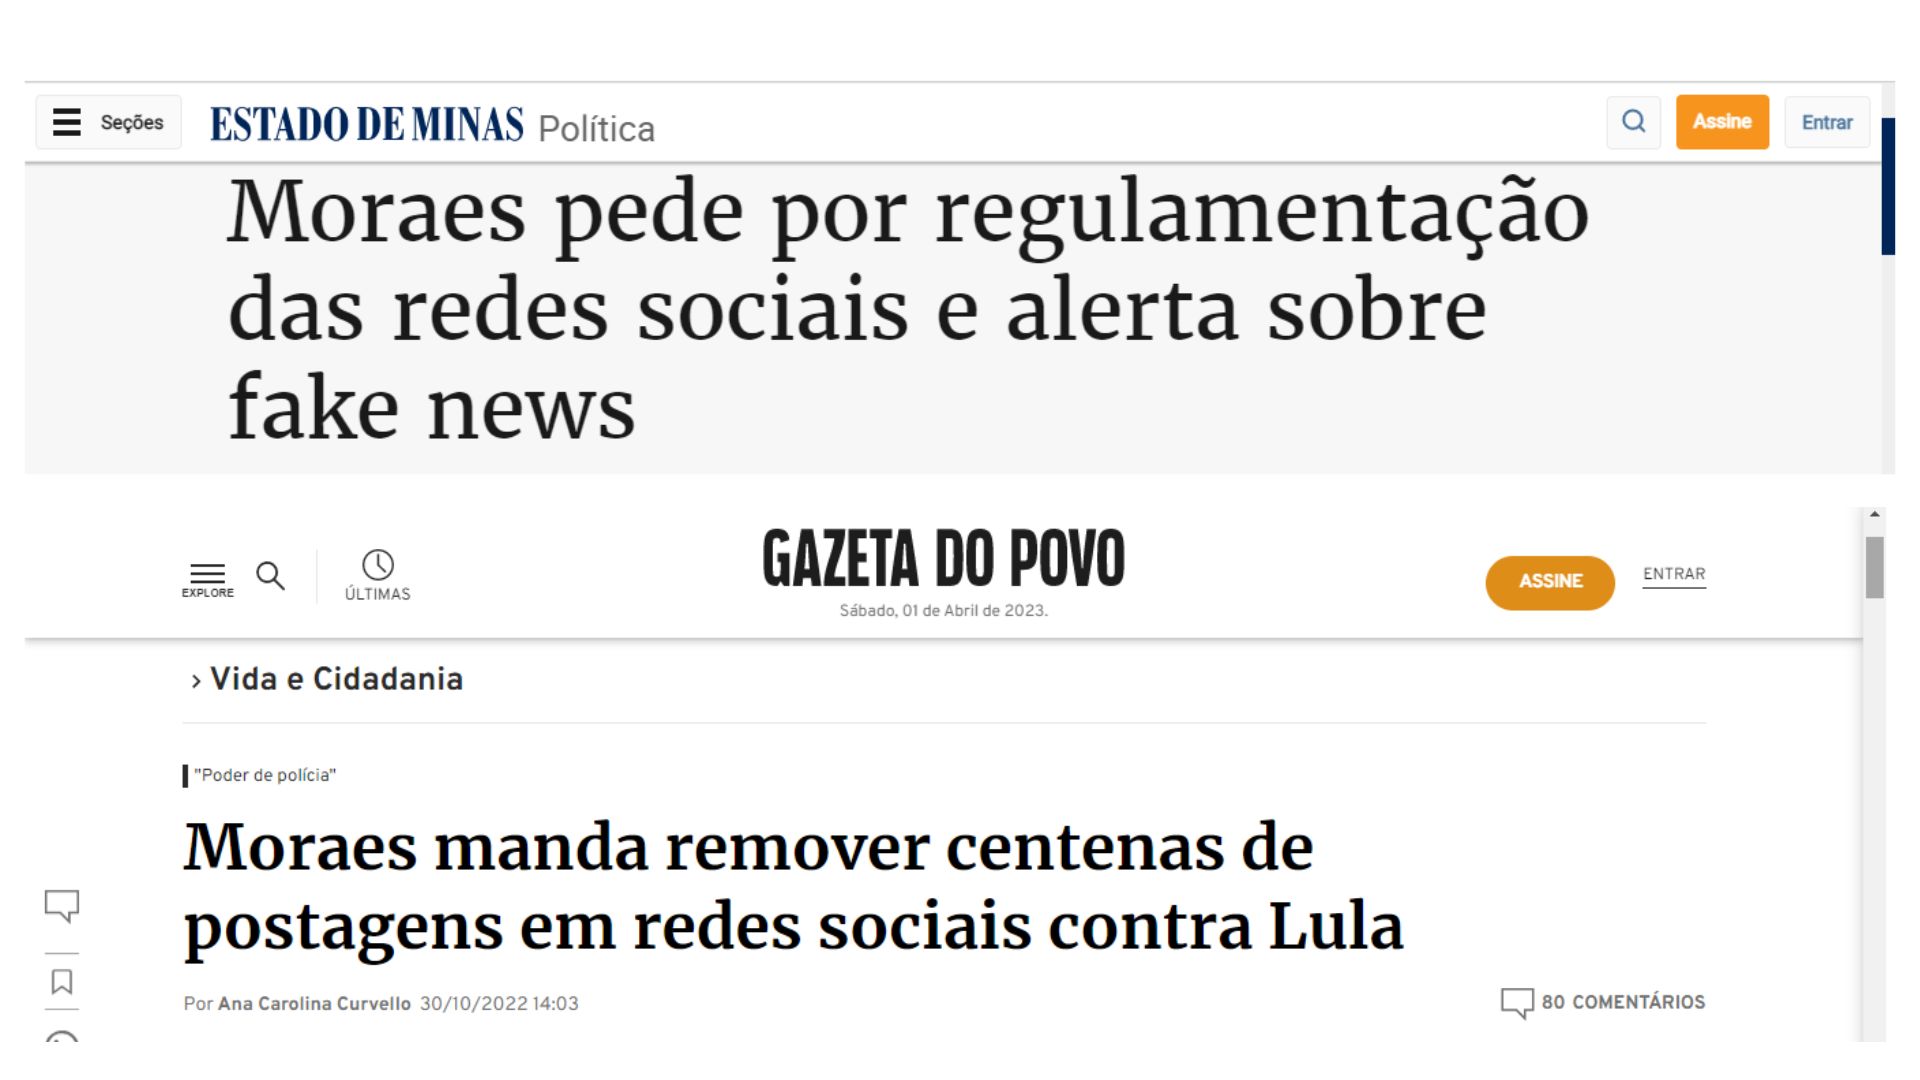 Seções
ESTADO DE MINAS Política
Assine
Entrar
Moraes pede por regulamentação
das redes sociais e alerta sobre
fake news
EXPLORE
ÚLTIMAS
GAZETA DO POVO
Sábado, 01 de Abril de 2023.
ASSINE
ENTRAR
› Vida e Cidadania
"Poder de polícia"
Moraes manda remover centenas de
postagens em redes sociais contra Lula
Por Ana Carolina Curvello 30/10/2022 14:03
80 COMENTÁRIOS